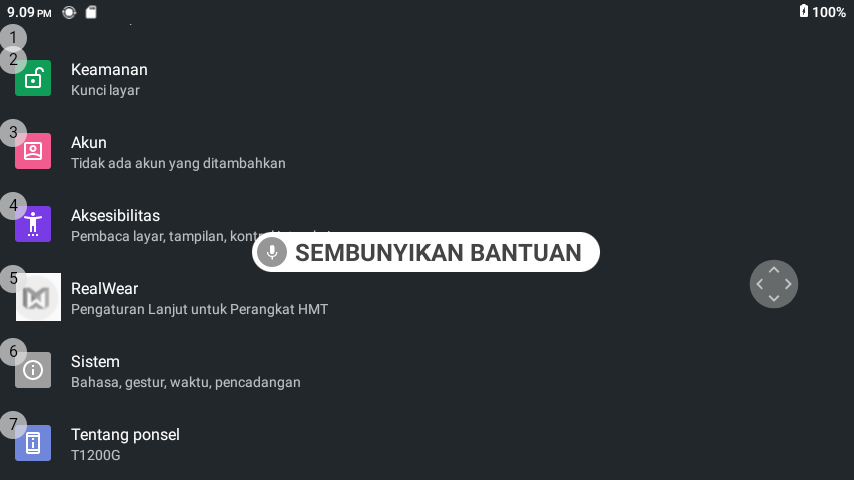 9.09 PM
100%
1
2
Keamanan
Kunci layar
3
Akun
Tidak ada akun yang ditambahkan
4
Aksesibilitas
Pembaca layar, tampilan,
SEMBUNYIKAN BANTUAN
5
RealWear
Pengaturan Lanjut untuk Perangkat HMT
6
Sistem
Bahasa, gestur, waktu, pencadangan
7
Tentang ponsel
T1200G